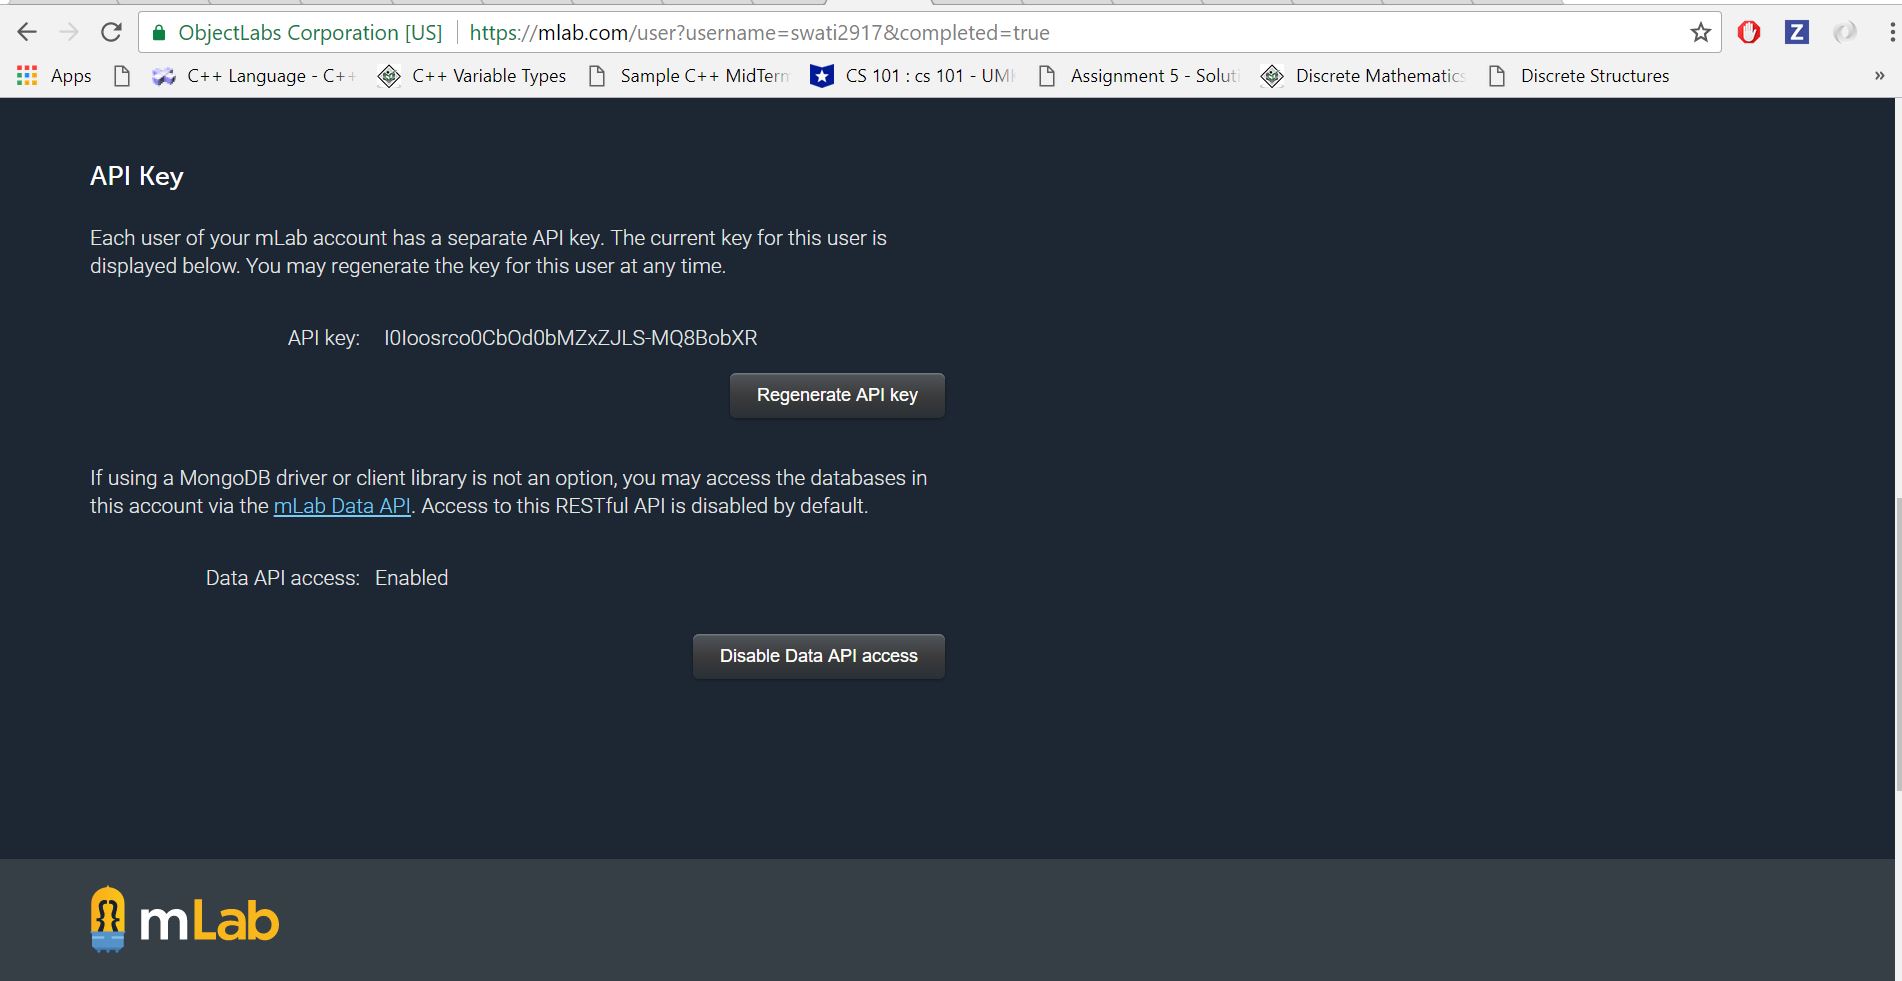 ObjectLabs Corporation [US] https://mlab.com/user?username=swati2917&completed=true
Apps C++ Language - C++ C++ Variable Types Sample C++ MidTerm CS 101 : cs 101 - Assignment 5 - Discrete Mathematics Discrete Structures »
API Key
Each user of your mLab account has a separate API key. The current key for this user is
displayed below. You may regenerate the key for this user at any time.
API key:
Regenerate API key
If using a MongoDB driver or client library is not an option, you may access the databases in
this account via the mLab Data API. Access to this RESTful API is disabled by default.
Data API access: Enabled
Disable Data API access
mLab